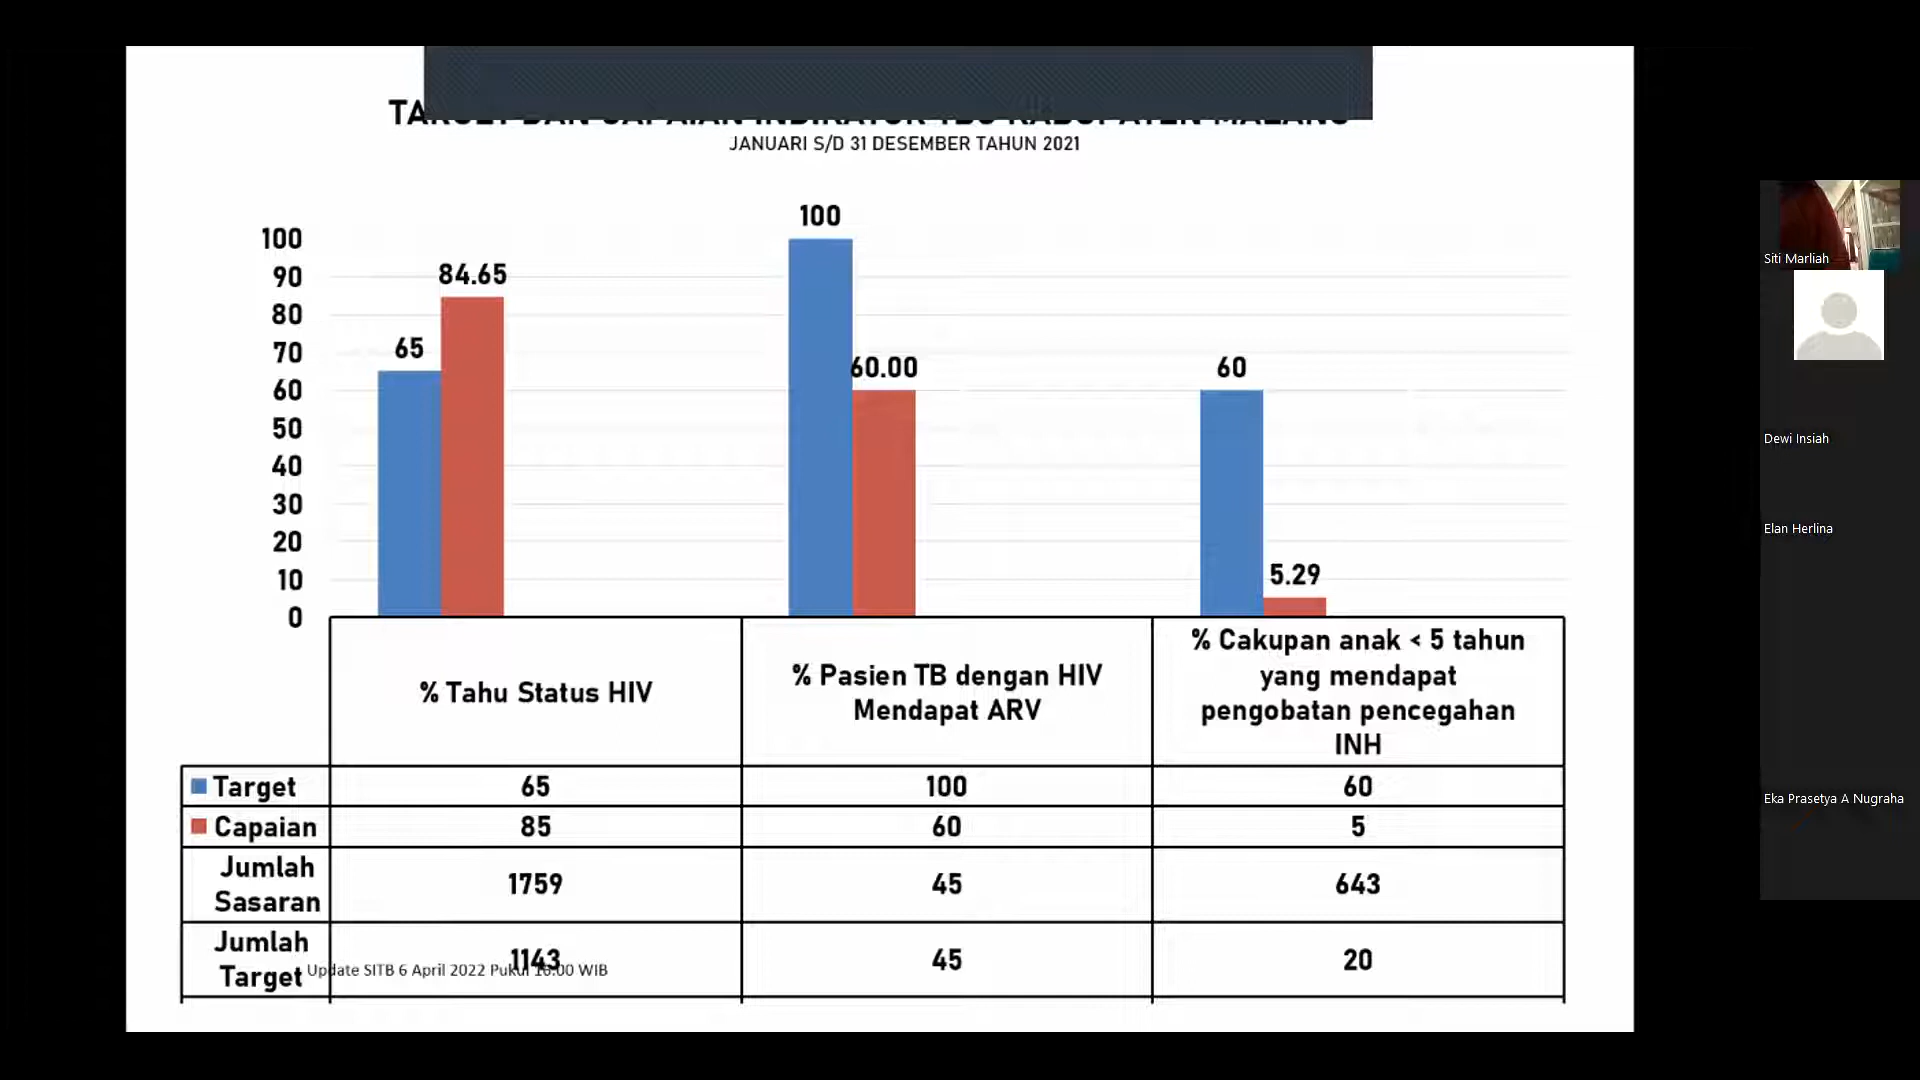 JANUARI S/D 31 DESEMBER TAHUN 2021
100
84.65
65
100
60.00
60
5.29
100
90
80
70
60
50
40
30
20
10
0
% Tahu Status HIV
% Pasien TB dengan HIV
Mendapat ARV
% Cakupan anak < 5 tahun
yang mendapat
pengobatan pencegahan
INH
Target 65 100 60
Capaian 85 60 5
Jumlah
Sasaran
1759 45 643
Jumlah
Target
1143 45 20
Update SITB 6 April 2022 Pukul 16:00 WIB
Siti Marliah
Dewi Insiah
Elan Herlina
Eka Prasetya A Nugraha